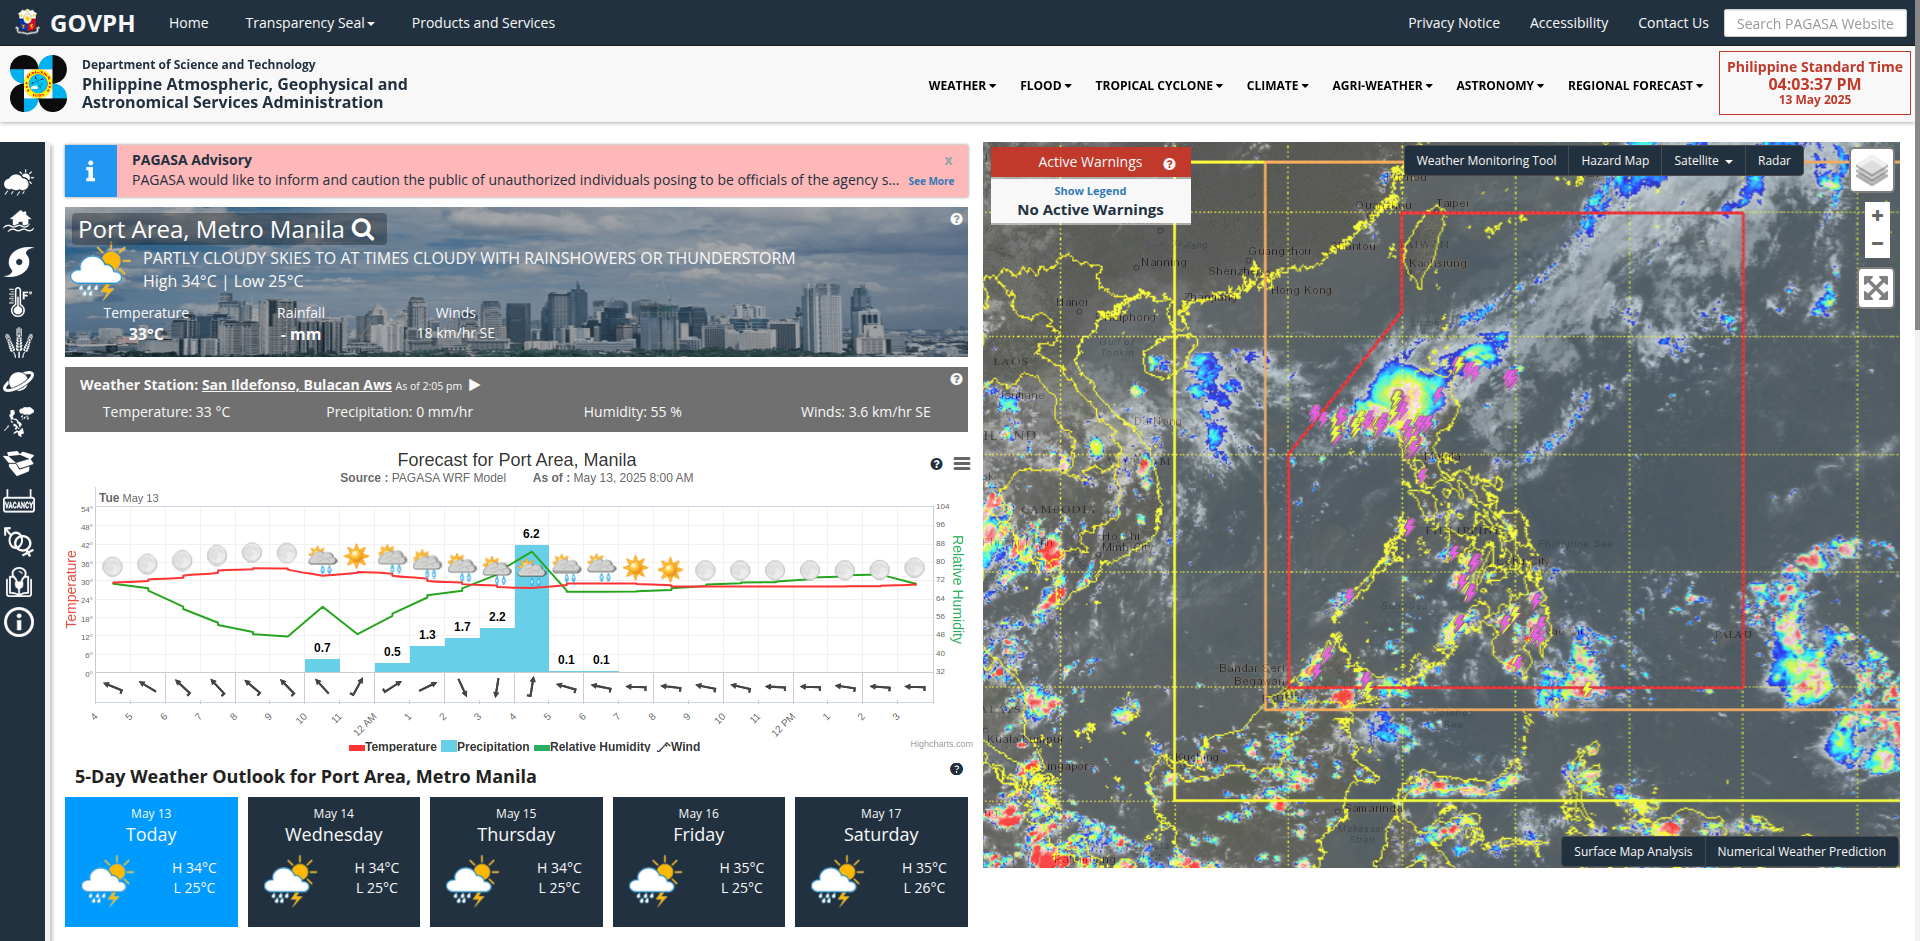 GOVPH
Home
Transparency Seal
Products and Services
Privacy Notice
Accessibility
Contact Us
Search PAGASA Website
Department of Science and Technology
Philippine Atmospheric, Geophysical and
Astronomical Services Administration
WEATHER
FLOOD
TROPICAL CYCLONE
CLIMATE
AGRI-WEATHER
ASTRONOMY
REGIONAL FORECAST
Philippine Standard Time
04:03:37 PM
13 May 2025
PAGASA Advisory
x
PAGASA would like to inform and caution the public of unauthorized individuals posing to be officials of the agency s... See More
Port Area, Metro Manila
PARTLY CLOUDY SKIES TO AT TIMES CLOUDY WITH RAINSHOWERS OR THUNDERSTORM
High 34°C | Low 25°C
Temperature
33°C
Rainfall
- mm
Winds
18 km/hr SE
Weather Station: San Ildefonso, Bulacan Aws As of 2:05 pm
Temperature: 33 °C
Precipitation: 0 mm/hr
Humidity: 55 %
Winds: 3.6 km/hr SE
VACANCY
Forecast for Port Area, Manila
Source : PAGASA WRF Model As of : May 13, 2025 8:00 AM
Tue May 13
Temperature
54°
48°
42°
36°
30°
24°
18°
12°
6°
0°
0.7
0.5
1.3
1.7
2.2
6.2
0.1
0.1
104
96
88
80
72
64
56
48
40
32
Relative Humidity
4 5 6 7 8 9 10 11 12 AM 1 2 3 4 5 6 7 8 9 10 11 12 PM 1 2 3
Temperature Precipitation Relative Humidity Wind
Highcharts.com
5-Day Weather Outlook for Port Area, Metro Manila
May 13
Today
H 34°C
L 25°C
May 14
Wednesday
H 34°C
L 25°C
May 15
Thursday
H 34°C
L 25°C
May 16
Friday
H 35°C
L 25°C
May 17
Saturday
H 35°C
L 26°C
Active Warnings
Show Legend
No Active Warnings
Weather Monitoring Tool
Hazard Map
Satellite
Radar
+
−
Taipei
Guangzhou
Kaohsiung
Nanning
Shenzhen
Hong Kong
Hanoi
Gulf of
Tonkin
LAOS
Da Nang
CAMBODIA
Ho Chi
Minh City
Philippine Sea
PALAU
Bandar Seri
Begawan
Kuala Lumpur
Singapore
Kuching
Samarinda
Makassar
Strait
Surface Map Analysis
Numerical Weather Prediction